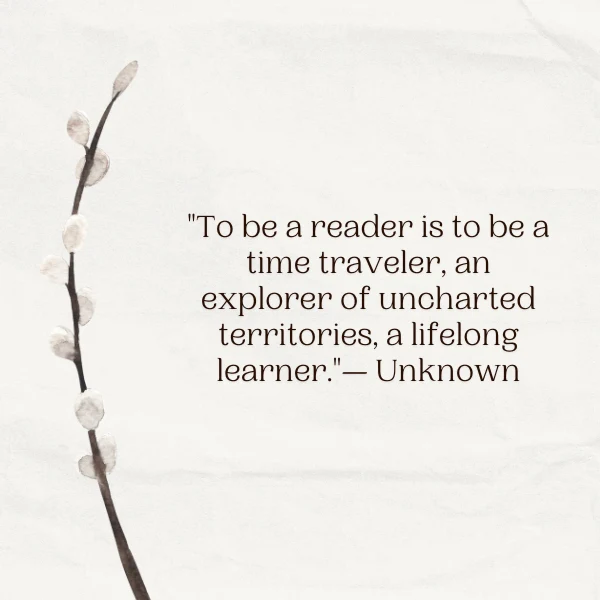 "To be a reader is to be a
time traveler, an
explorer of uncharted
territories, a lifelong
learner."— Unknown